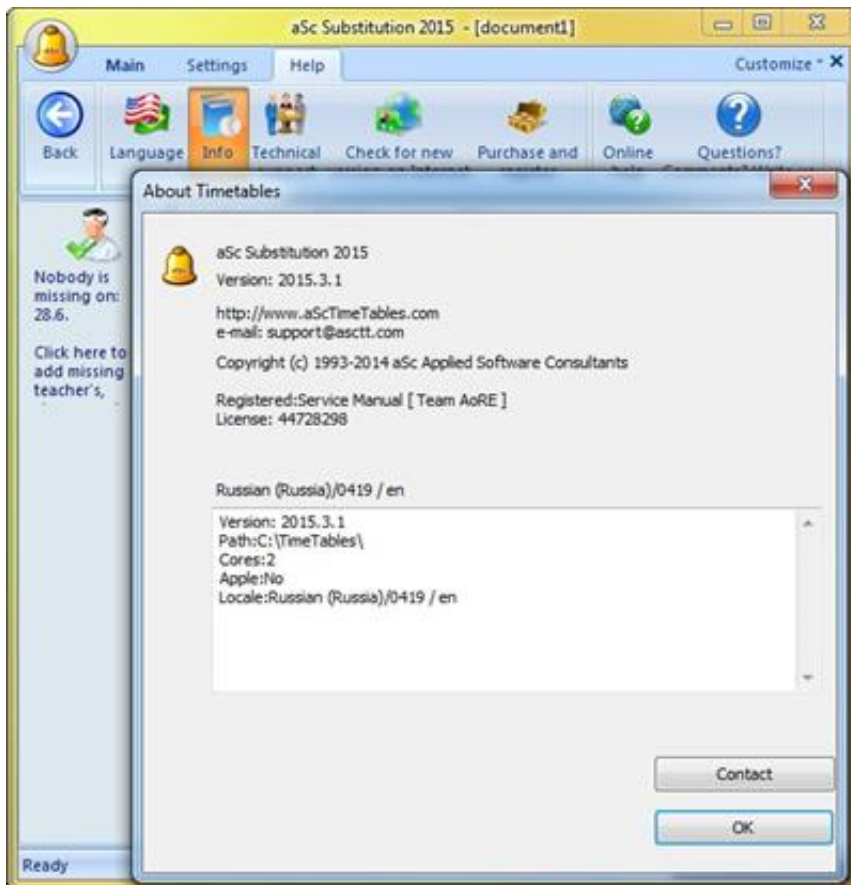 aSc Substitution 2015 - [document1]
Main Settings Help Customize
Back Language Info Technical Check for new Purchase and Online Questions?
About Timetables
Nobody is
missing on:
28.6.
Click here to
add missing
teacher's,
aSc Substitution 2015
Version: 2015.3.1
http://www.aScTimeTables.com
e-mail: support@asctt.com
Copyright (c) 1993-2014 aSc Applied Software Consultants
Registered:Service Manual [ Team AoRE ]
License: 44728298
Russian (Russia)/0419 / en
Version: 2015.3.1
Path:C:\TimeTables\
Cores:2
Apple:No
Locale:Russian (Russia)/0419 / en
Contact
OK
Ready